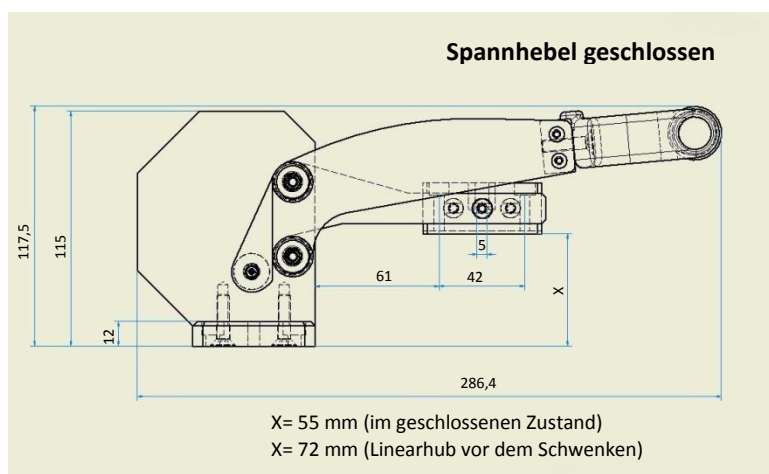 Spannhebel geschlossen
117,5
115
12
61
5
42
X
286,4
X= 55 mm (im geschlossenen Zustand)
X= 72 mm (Linearhub vor dem Schwenken)